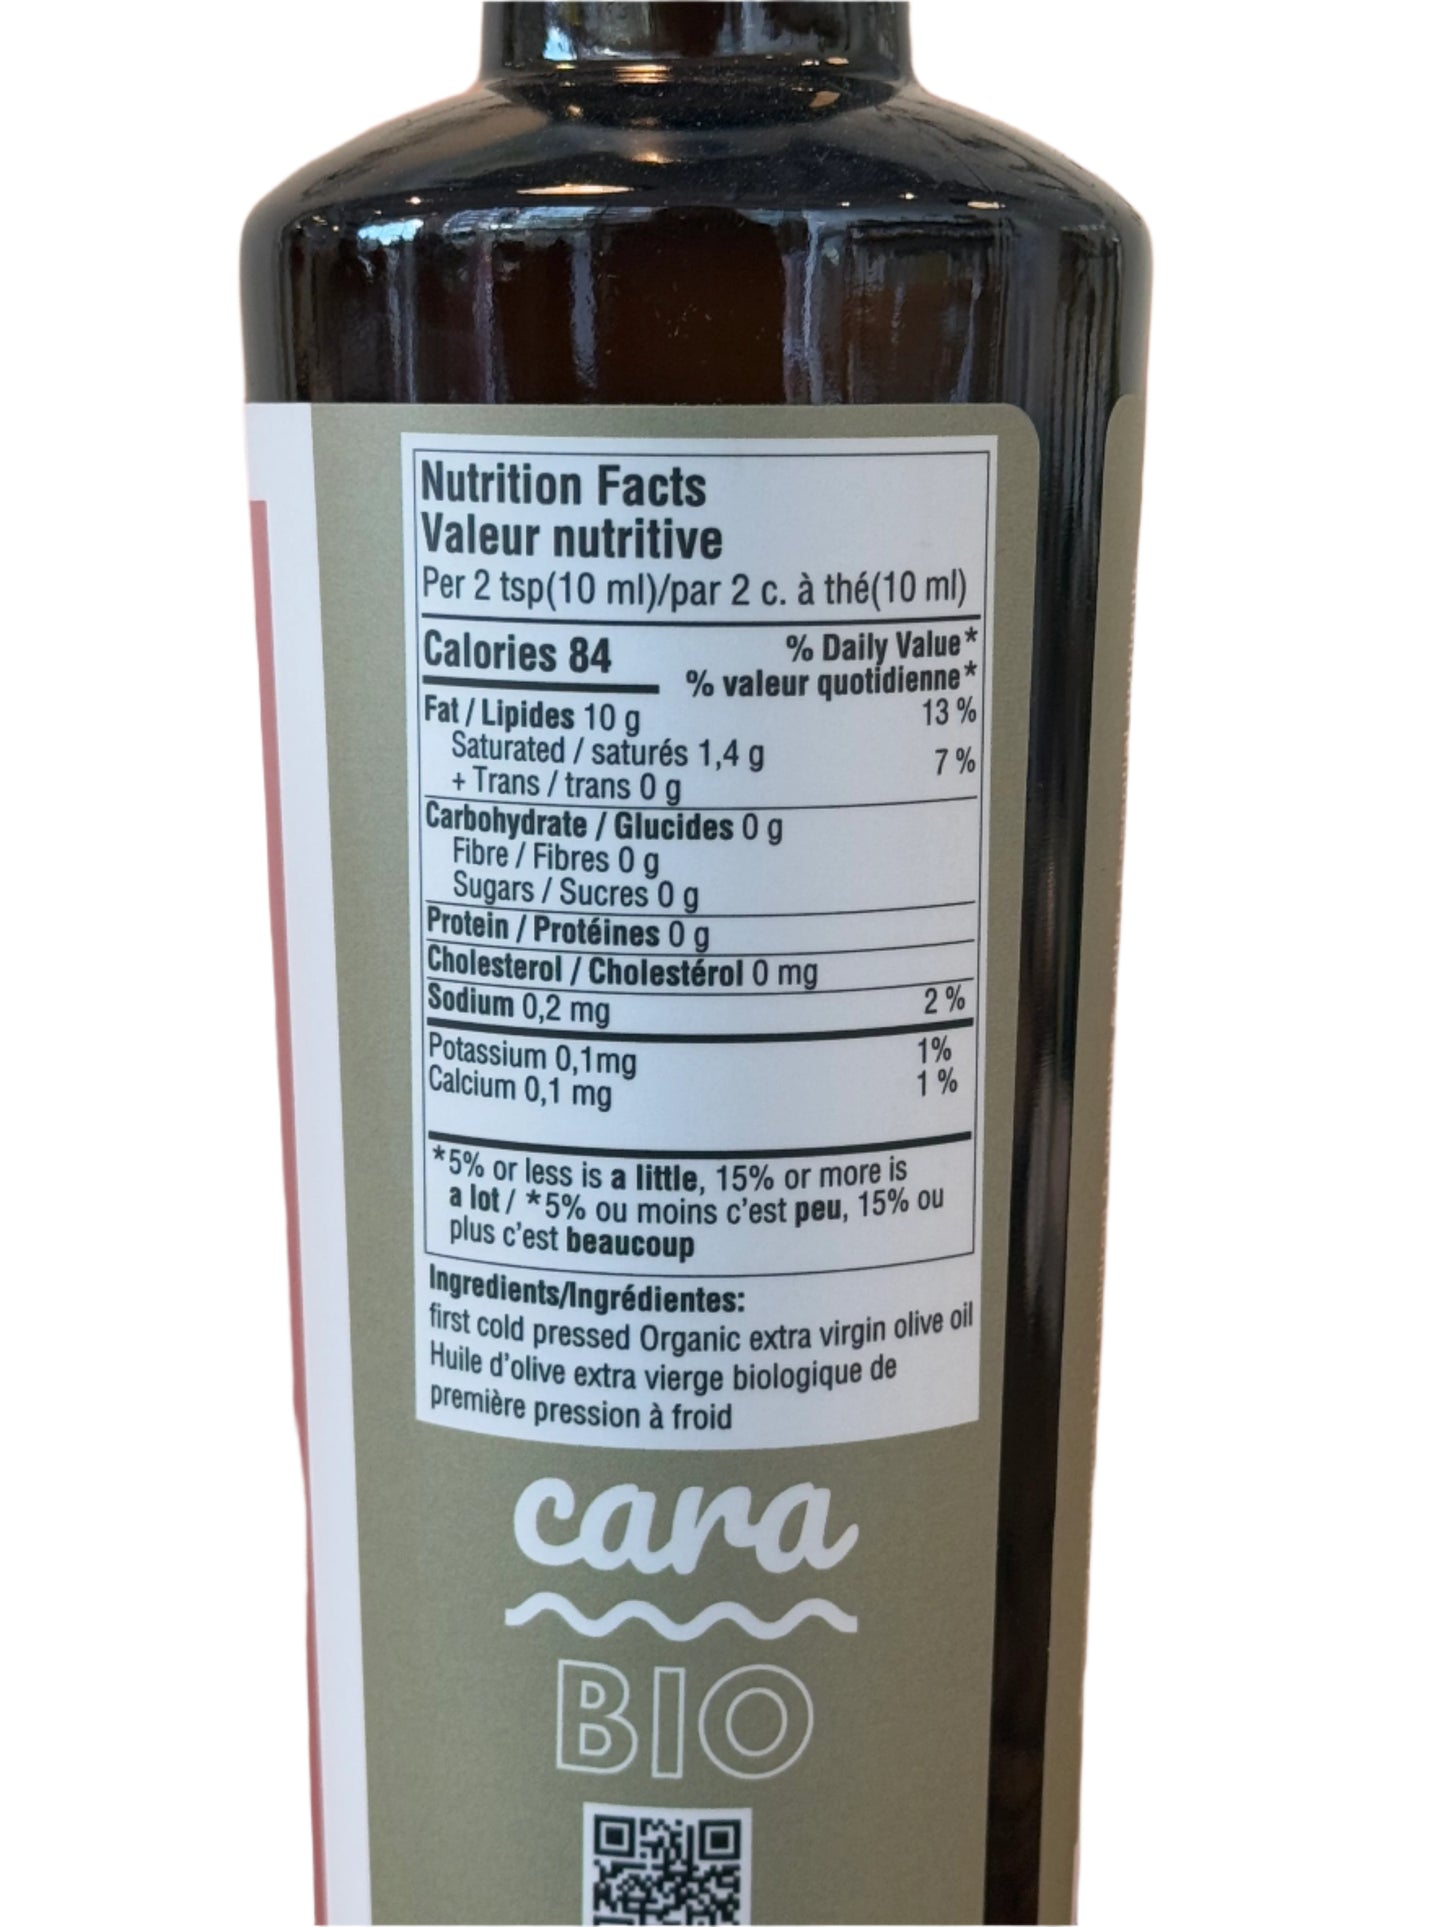 Nutrition Facts
Valeur nutritive
Per 2 tsp(10 ml)/par 2 c. à thé(10 ml)
Calories 84
% Daily Value*
% valeur quotidienne*
Fat / Lipides 10 g 13 %
Saturated / saturés 1,4 g
+ Trans / trans 0 g 7 %
Carbohydrate / Glucides 0 g
Fibre / Fibres 0 g
Sugars / Sucres 0 g
Protein / Protéines 0 g
Cholesterol / Cholestérol 0 mg
Sodium 0,2 mg 2 %
Potassium 0,1mg 1%
Calcium 0,1 mg 1 %
*5% or less is a little, 15% or more is
a lot / *5% ou moins c'est peu, 15% ou
plus c'est beaucoup
Ingredients/Ingrédientes:
first cold pressed Organic extra virgin olive oil
Huile d'olive extra vierge biologique de
première pression à froid
cara
BIO